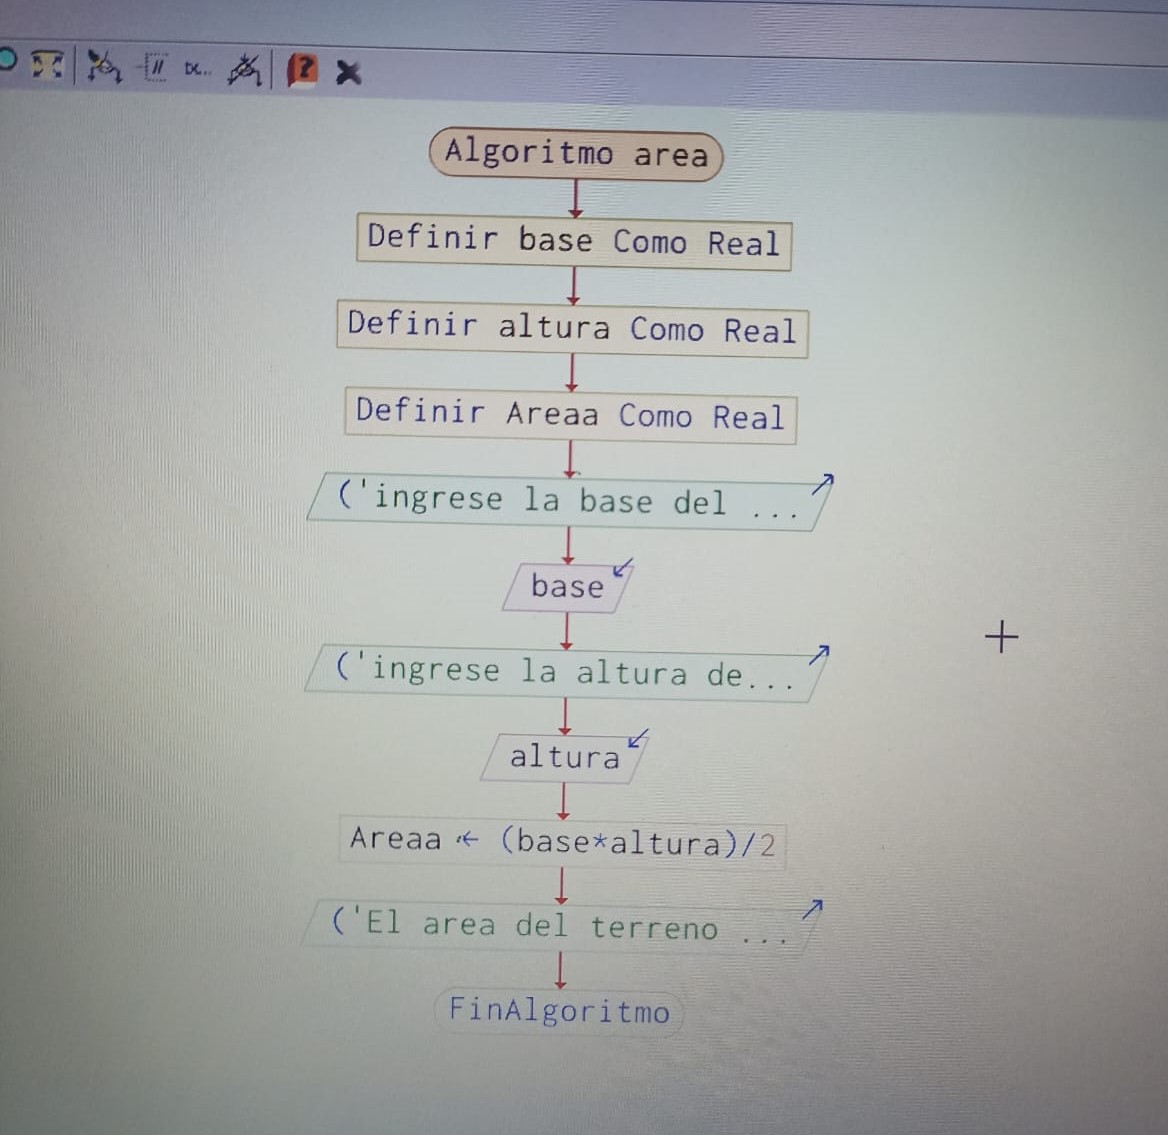 DC...
Algoritmo area
Definir base Como Real
Definir altura Como Real
Definir Areaa Como Real
('ingrese la base del ...
base
('ingrese la altura de...
altura
Areaa ← (base*altura)/2
('El area del terreno ...
FinAlgoritmo